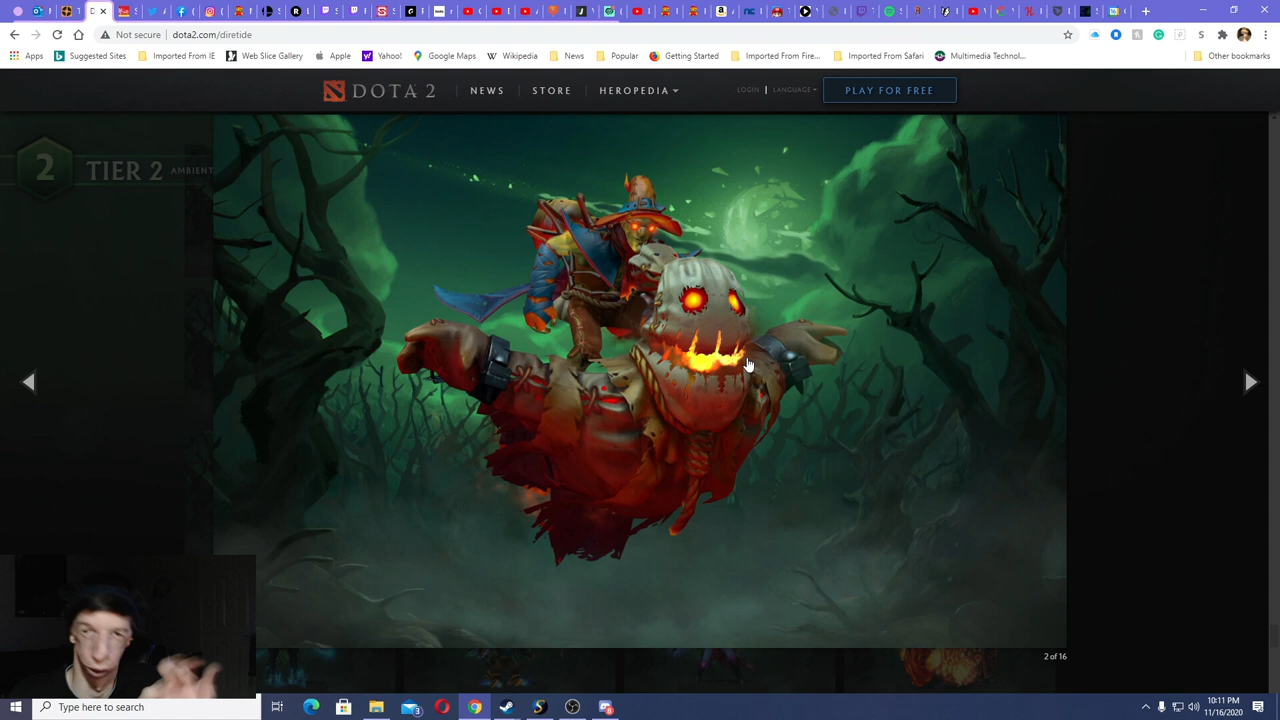 Not secure
dota2.com/diretide
Apps
Suggested Sites
Imported From IE
Web Slice Gallery
Apple
Yahoo!
Google Maps
Wikipedia
News
Popular
Getting Started
Imported From Fire...
Imported From Safari
Multimedia Technol...
Other bookmarks
DOTA 2
NEWS
STORE
HEROPEDIA
LOGIN
LANGUAGE
PLAY FOR FREE
2
TIER 2
AMBIENT
2 of 16
Type here to search
10:11 PM
11/16/2020